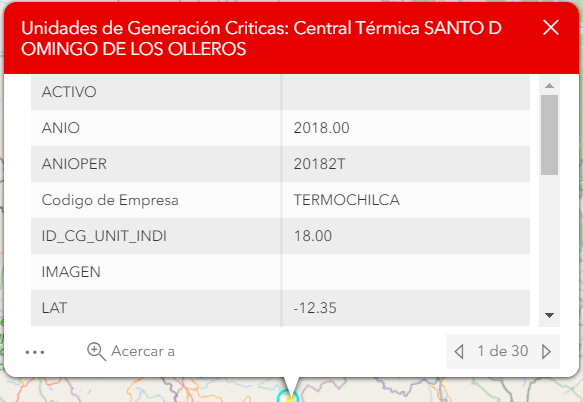 Unidades de Generación Criticas: Central Térmica SANTO D
OMINGO DE LOS OLLEROS
ACTIVO
ANIO 2018.00
ANIOPER 20182T
Codigo de Empresa TERMOCHILCA
ID_CG_UNIT_INDI 18.00
IMAGEN
LAT -12.35
Acercar a 1 de 30